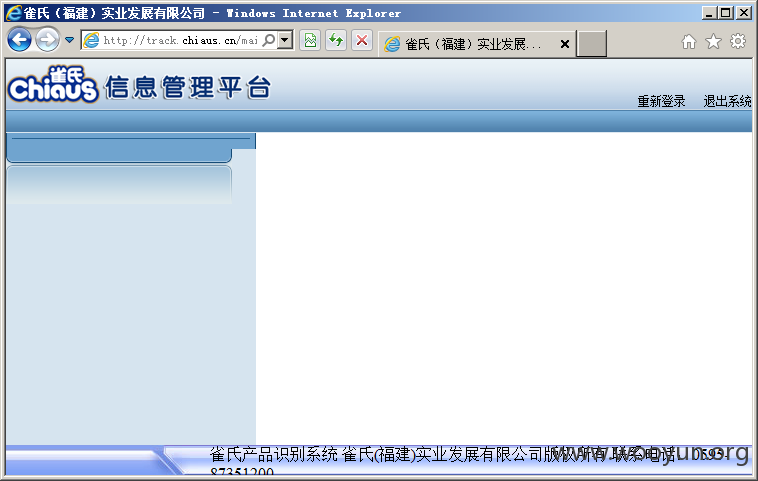 雀氏（福建）实业发展有限公司 - Windows Internet Explorer
http://track.chiaus.cn/mai
雀氏（福建）实业发展...
雀氏 Chiaus 信息管理平台
重新登录 退出系统
雀氏产品识别系统 雀氏(福建)实业发展有限公司版权所有 联系电话：0595-
87351200
www.wooyun.org